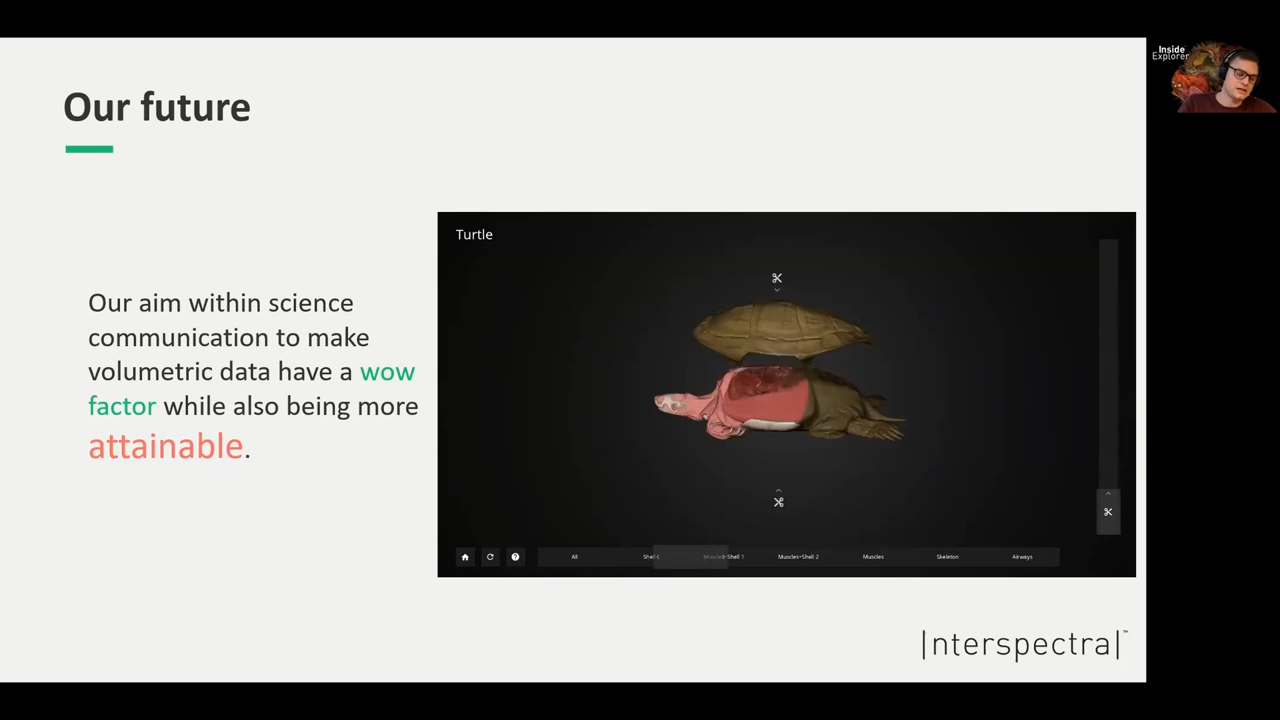 Our future
Our aim within science
communication to make
volumetric data have a wow
factor while also being more
attainable.
Turtle
All
Muscles+Shell 2
Muscles
Skeleton
Airways
|nterspectra|™
Inside
Explorer